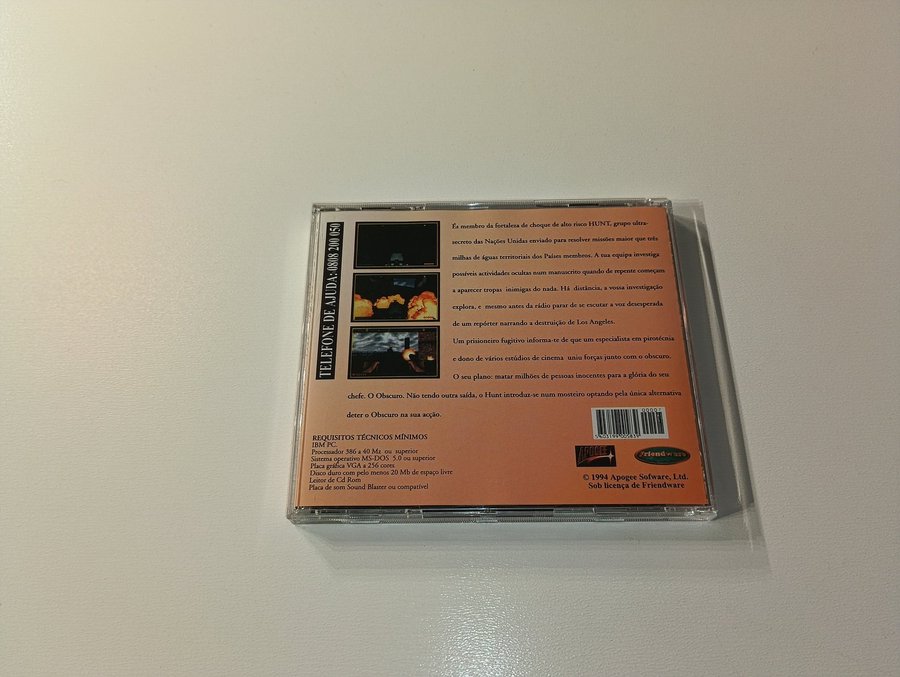 TELEFONE DE AJUDA: 0808 200 050
És membro da fortaleza de choque de alto risco HUNT, grupo ultra-
secreto das Nações Unidas enviado para resolver missões maior que três
milhas de águas territoriais dos Países membros. A tua equipa investiga
possíveis actividades ocultas num manuscrito quando de repente começam
a aparecer tropas inimigas do nada. Há distância, a vossa investigação
explora, e mesmo antes da rádio parar de se escutar a voz desesperada
de um repórter narrando a destruição de Los Angeles.
Um prisioneiro fugitivo informa-te de que um especialista em pirotécnia
e dono de vários estúdios de cinema uniu forças junto com o obscuro.
O seu plano: matar milhões de pessoas inocentes para a glória do seu
chefe. O Obscuro. Não tendo outra saída, o Hunt introduz-se num mosteiro optando pela única alternativa
deter o Obscuro na sua acção.
REQUISITOS TÉCNICOS MÍNIMOS
IBM PC.
Processador 386 a 40 Mz ou superior
Sistema operativo MS-DOS 5.0 ou superior
Placa gráfica VGA a 256 cores
Disco duro com pelo menos 20 Mb de espaço livre
Leitor de Cd Rom
Placa de som Sound Blaster ou compatível
APOGEE
friendware
© 1994 Apogee Sofware, Ltd.
Sob licença de Friendware